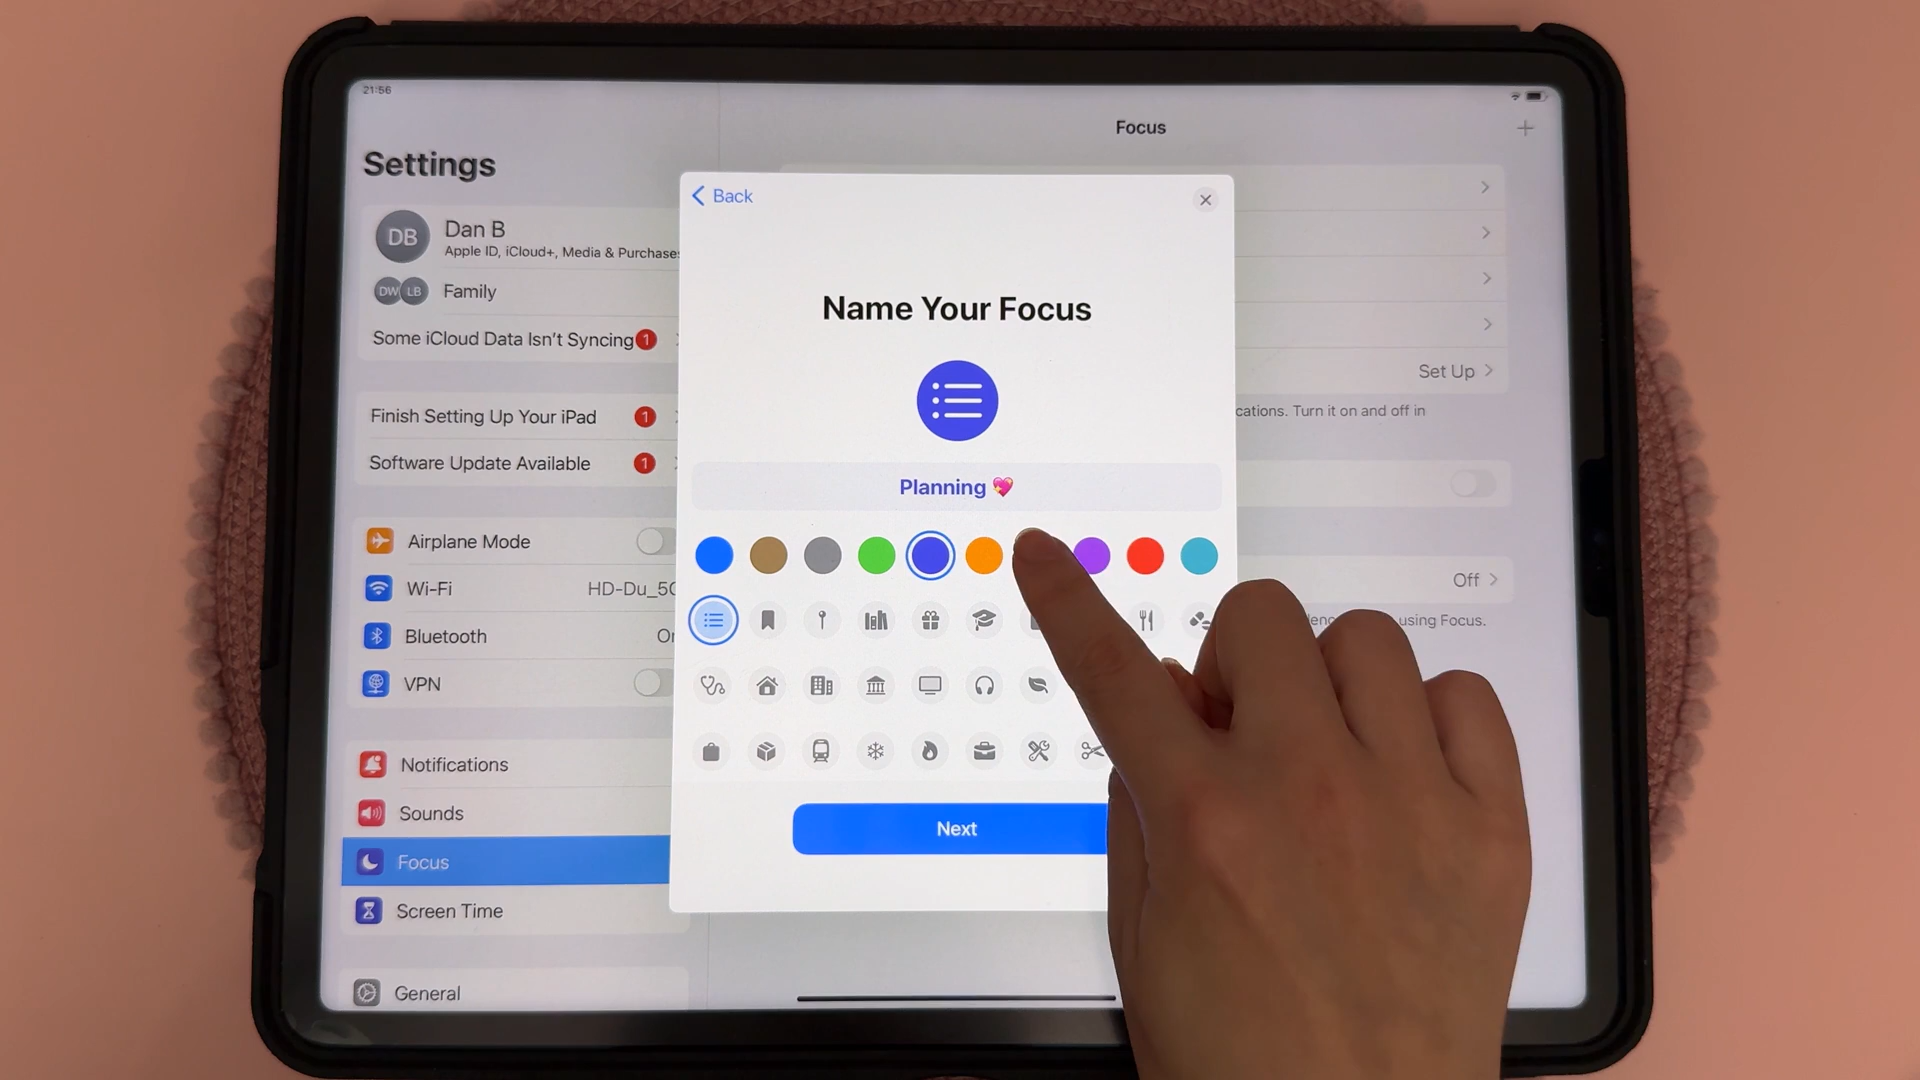 21:56
Settings
DB
Dan B
Apple ID, iCloud+, Media & Purchases
DW LB
Family
Some iCloud Data Isn't Syncing 1
Finish Setting Up Your iPad 1
Software Update Available 1
Airplane Mode
Wi-Fi HD-Du_5G
Bluetooth
VPN
Notifications
Sounds
Focus
Screen Time
General
Focus
Set Up
cations. Turn it on and off in
Off
using Focus.
Back
Name Your Focus
Planning 💖
Next